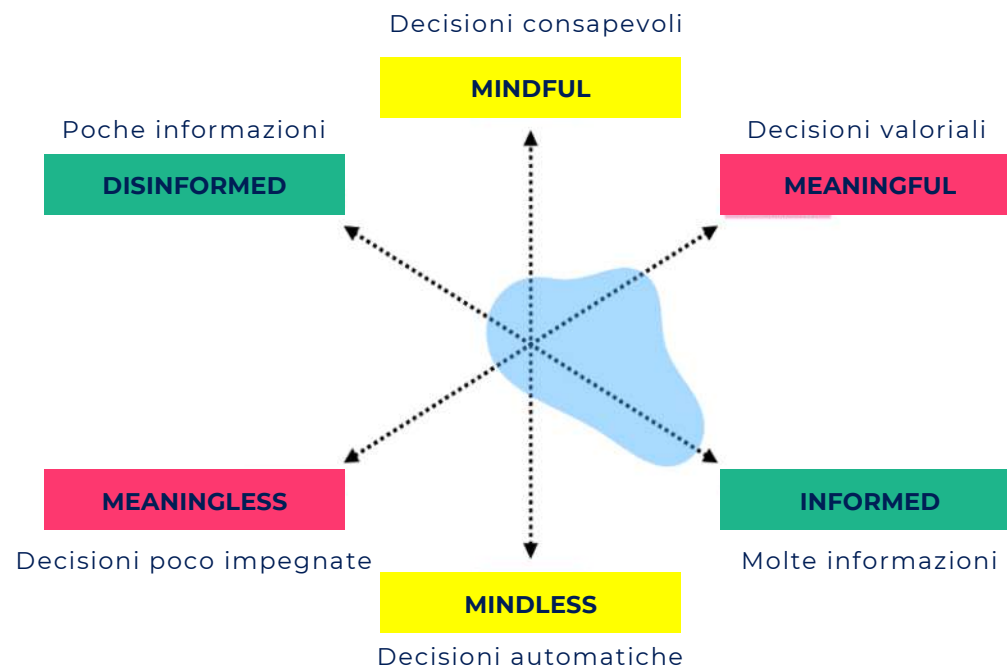 Decisioni consapevoli
MINDFUL
Poche informazioni
DISINFORMED
Decisioni valoriali
MEANINGFUL
MEANINGLESS
Decisioni poco impegnate
INFORMED
Molte informazioni
MINDLESS
Decisioni automatiche